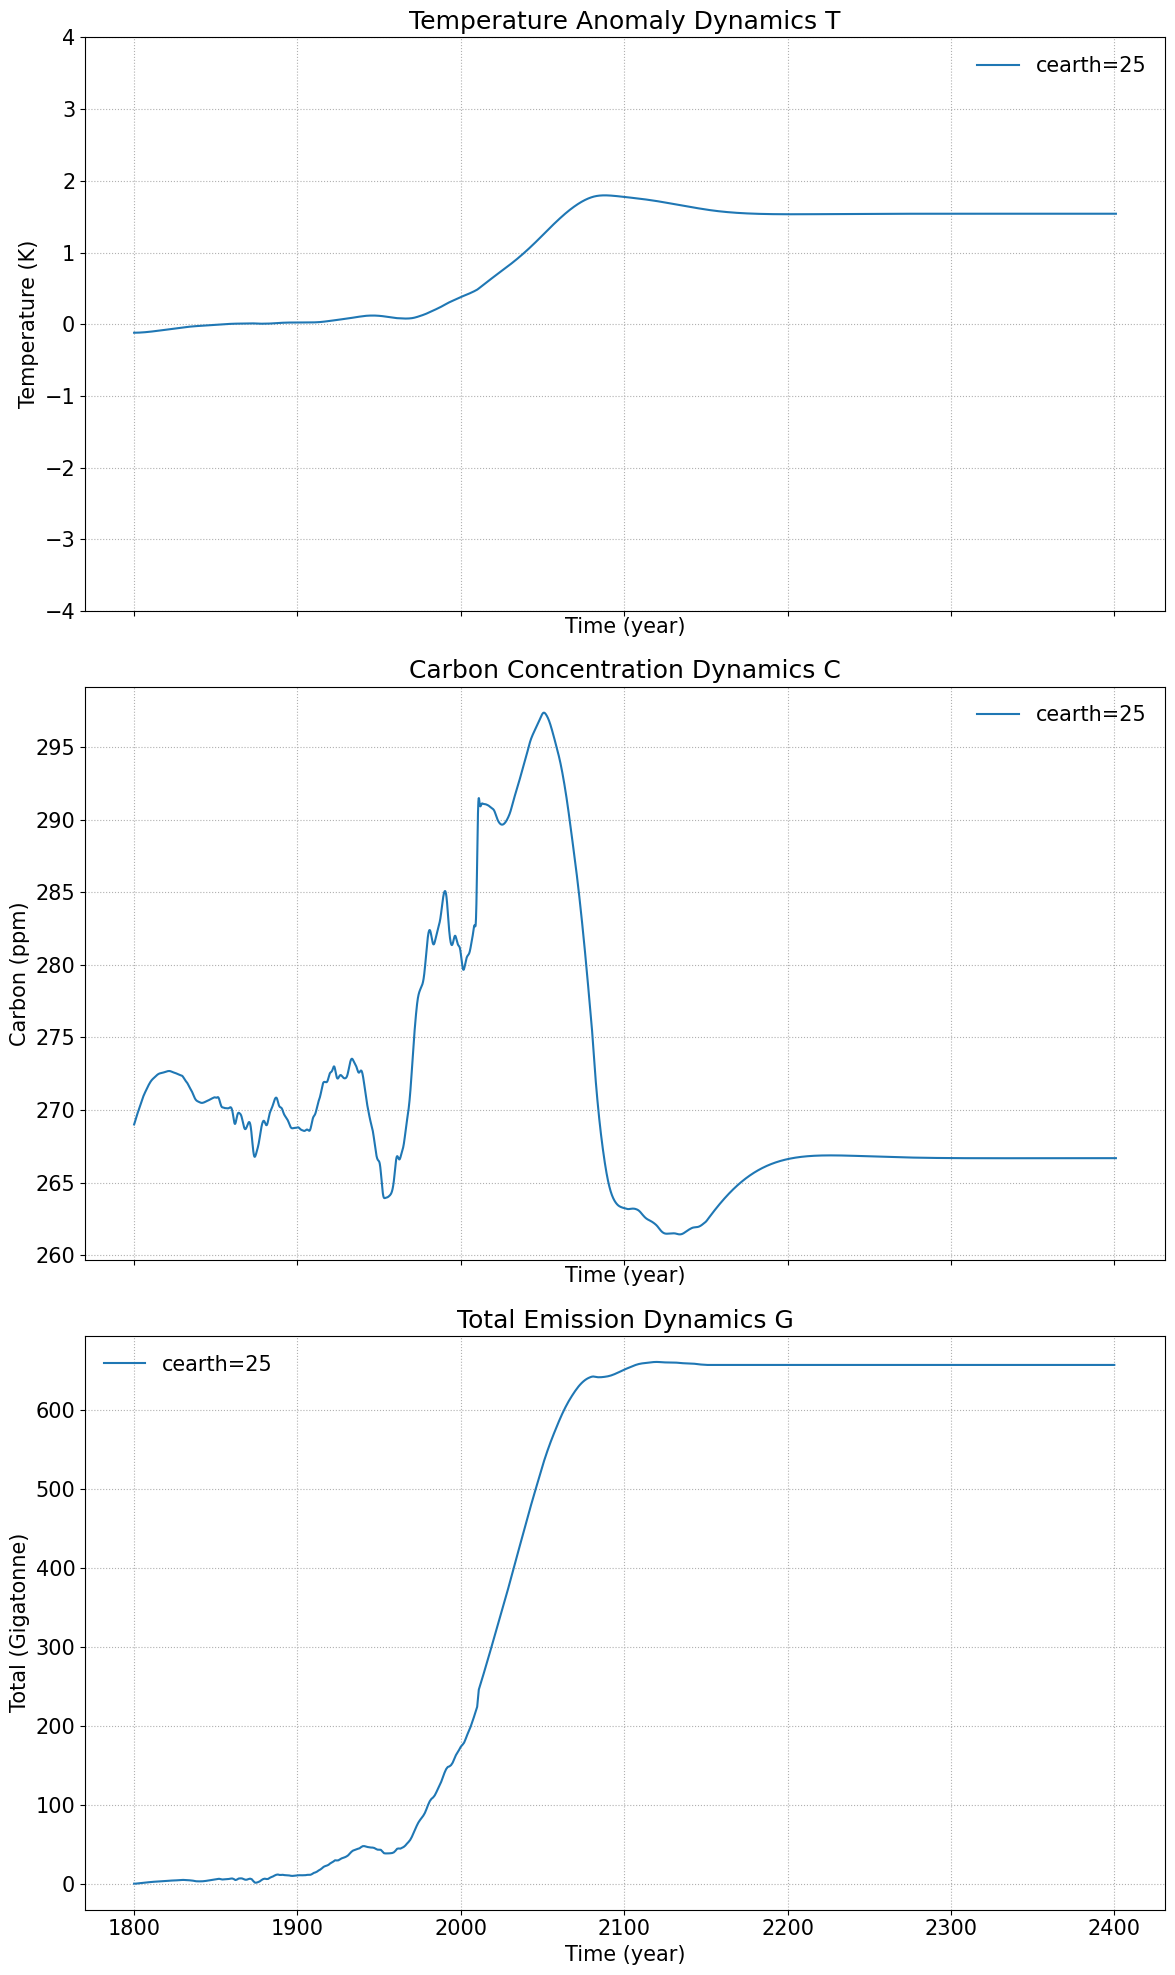 Temperature Anomaly Dynamics T
cearth=25
4
3
2
1
0
−1
−2
−3
−4
Temperature (K)
Time (year)
Carbon Concentration Dynamics C
cearth=25
295
290
285
280
275
270
265
260
Carbon (ppm)
Time (year)
Total Emission Dynamics G
cearth=25
600
500
400
300
200
100
0
Total (Gigatonne)
1800 1900 2000 2100 2200 2300 2400
Time (year)